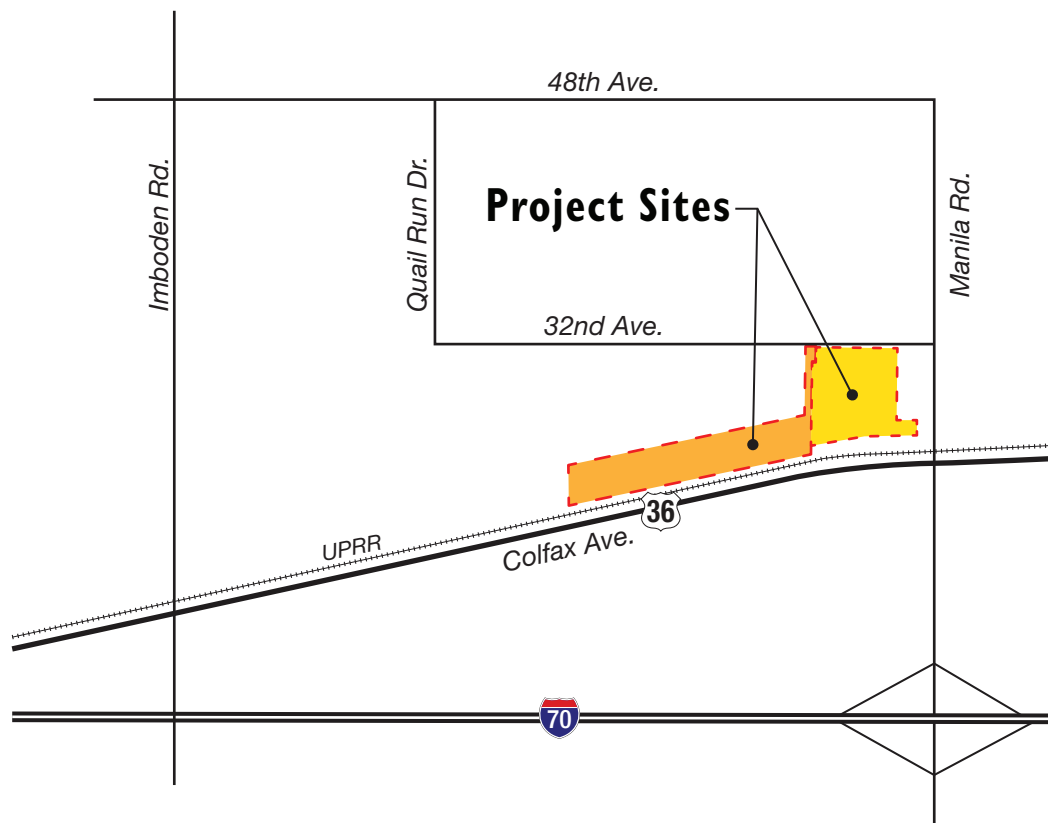 48th Ave.
Imboden Rd.
Quail Run Dr.
Manila Rd.
Project Sites
32nd Ave.
36
UPRR
Colfax Ave.
70